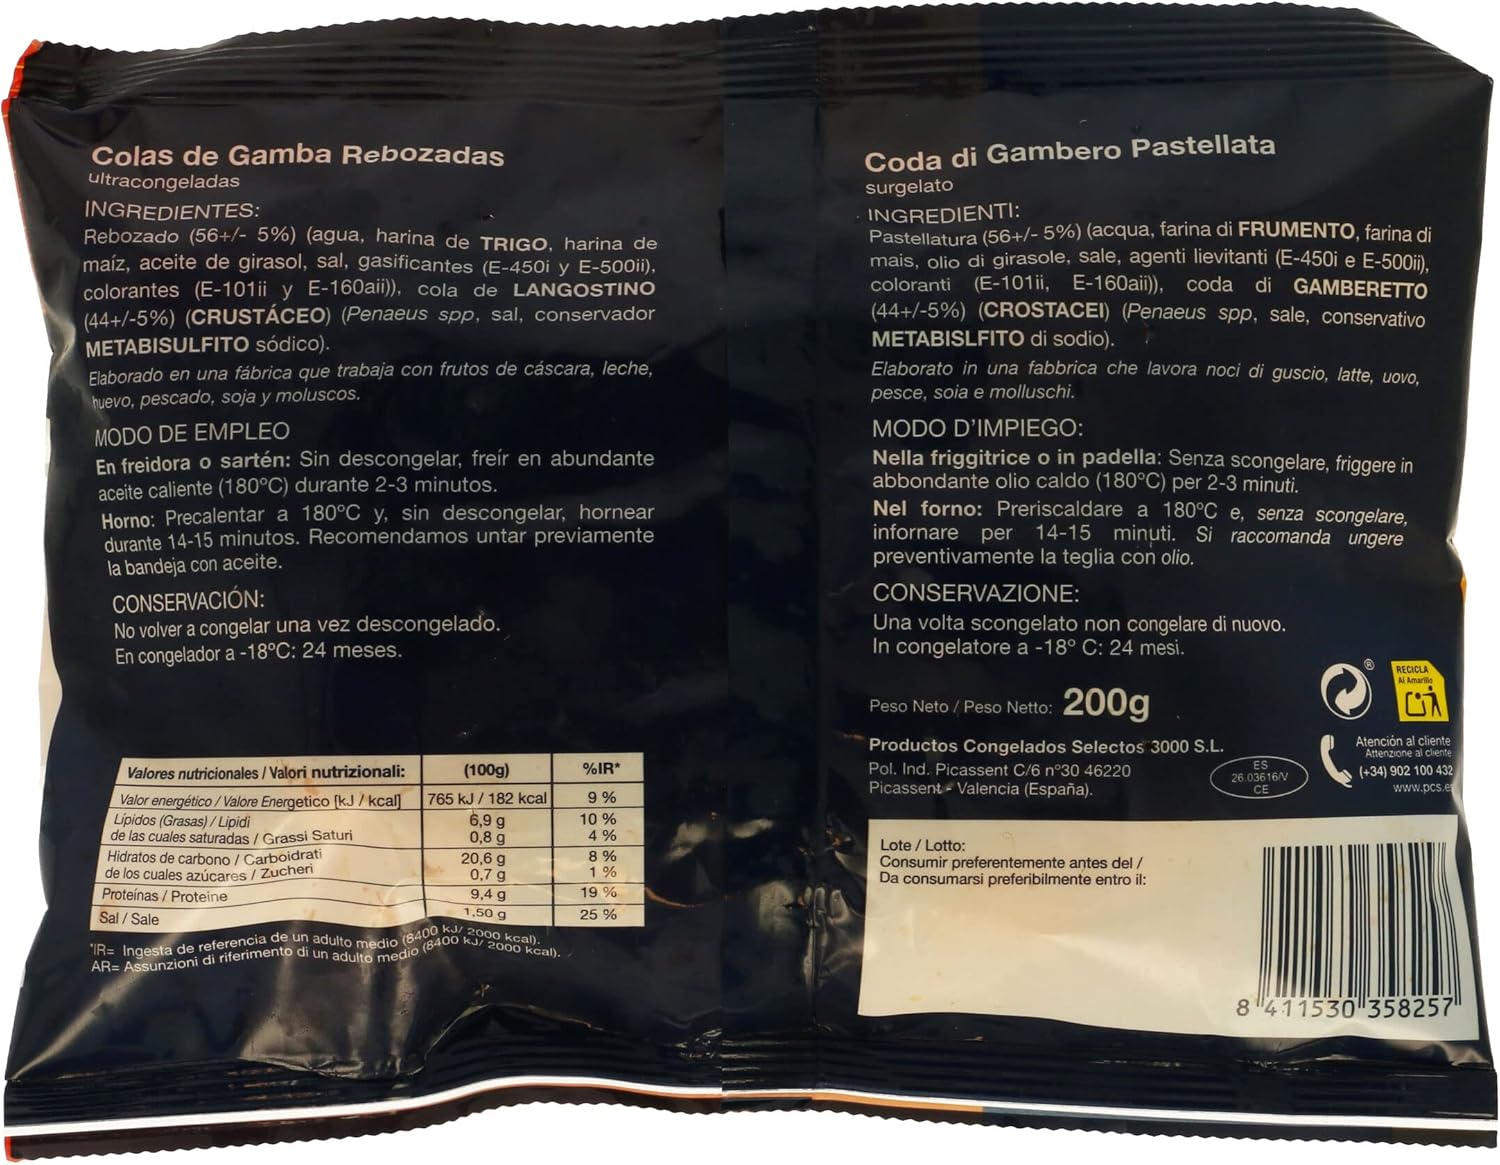 Colas de Gamba Rebozadas
ultracongeladas
INGREDIENTES:
Rebozado (56+/- 5%) (agua, harina de TRIGO, harina de
maíz, aceite de girasol, sal, gasificantes (E-450i y E-500ii),
colorantes (E-101ii y E-160aii)), cola de LANGOSTINO
(44+/-5%) (CRUSTÁCEO) (Penaeus spp, sal, conservador
METABISULFITO sódico).
Elaborado en una fábrica que trabaja con frutos de cáscara, leche,
huevo, pescado, soja y moluscos.
MODO DE EMPLEO
En freidora o sartén: Sin descongelar, freír en abundante
aceite caliente (180ºC) durante 2-3 minutos.
Horno: Precalentar a 180ºC y, sin descongelar, hornear
durante 14-15 minutos. Recomendamos untar previamente
la bandeja con aceite.
CONSERVACIÓN:
No volver a congelar una vez descongelado.
En congelador a -18ºC: 24 meses.
Valores nutricionales / Valori nutrizionali: (100g) %IR*
Valor energético / Valore Energetico [kJ / kcal] 765 kJ / 182 kcal 9 %
Lípidos (Grasas) / Lipidi 6,9 g 10 %
de las cuales saturadas / Grassi Saturi 0,8 g 4 %
Hidratos de carbono / Carboidrati 20,6 g 8 %
de los cuales azúcares / Zucheri 0,7 g 1 %
Proteínas / Proteine 9,4 g 19 %
Sal / Sale 1,50 g 25 %
*IR= Ingesta de referencia de un adulto medio (8400 kJ/ 2000 kcal).
AR= Assunzioni di riferimento di un adulto medio (8400 kJ/ 2000 kcal).
Coda di Gambero Pastellata
surgelato
INGREDIENTI:
Pastellatura (56+/- 5%) (acqua, farina di FRUMENTO, farina di
mais, olio di girasole, sale, agenti lievitanti (E-450i e E-500ii),
coloranti (E-101ii, E-160aii)), coda di GAMBERETTO
(44+/-5%) (CROSTACEI) (Penaeus spp, sale, conservativo
METABISLFITO di sodio).
Elaborato in una fabbrica che lavora noci di guscio, latte, uovo,
pesce, soia e molluschi.
MODO D'IMPIEGO:
Nella friggitrice o in padella: Senza scongelare, friggere in
abbondante olio caldo (180ºC) per 2-3 minuti.
Nel forno: Preriscaldare a 180ºC e, senza scongelare,
infornare per 14-15 minuti. Si raccomanda ungere
preventivamente la teglia con olio.
CONSERVAZIONE:
Una volta scongelato non congelare di nuovo.
In congelatore a -18º C: 24 mesi.
Peso Neto / Peso Netto: 200g
Productos Congelados Selectos 3000 S.L.
Pol. Ind. Picassent C/6 nº30 46220
Picassent - Valencia (España).
ES
26.03616/V
CE
®
RECICLA
Al Amarillo
Atención al cliente
Attenzione al cliente
(+34) 902 100 432
www.pcs.es
Lote / Lotto:
Consumir preferentemente antes del /
Da consumarsi preferibilmente entro il:
8 411530 358257